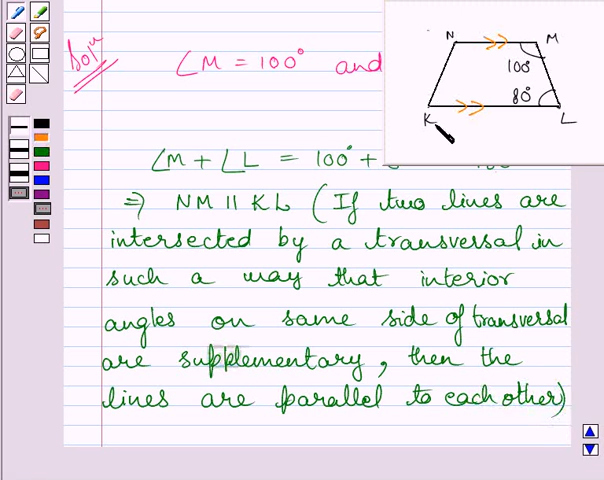 Solⁿ
∠M = 100° and
N M
100°
80°
K L
∠M + ∠L = 100° +
⇒ NM || KL (If two lines are
intersected by a transversal in
such a way that interior
angles on same side of transversal
are supplementary, then the
lines are parallel to each other)